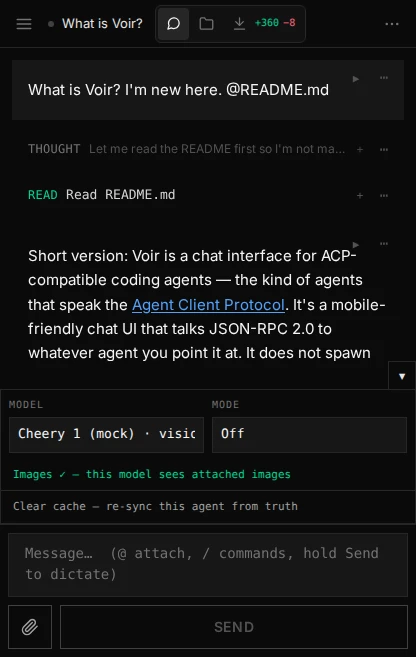 What is Voir?
+360 −8
What is Voir? I'm new here. @README.md
THOUGHT Let me read the README first so I'm not ma…
READ Read README.md
Short version: Voir is a chat interface for ACP-
compatible coding agents — the kind of agents
that speak the Agent Client Protocol. It's a mobile-
friendly chat UI that talks JSON-RPC 2.0 to
whatever agent you point it at. It does not spawn
MODEL MODE
Cheery 1 (mock) · visic Off
Images ✓ — this model sees attached images
Clear cache — re-sync this agent from truth
Message… (@ attach, / commands, hold Send
to dictate)
SEND